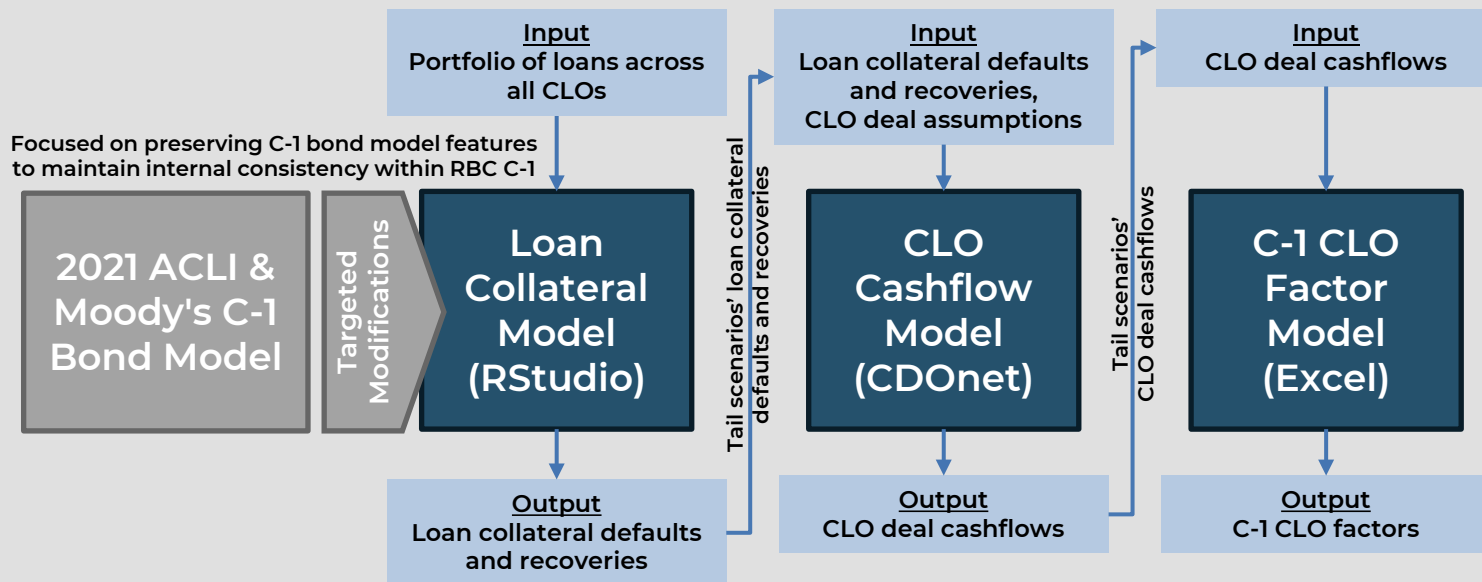 Input
Portfolio of loans across
all CLOs
Input
Loan collateral defaults
and recoveries,
CLO deal assumptions
Input
CLO deal cashflows
Focused on preserving C-1 bond model features
to maintain internal consistency within RBC C-1
2021 ACLI &
Moody's C-1
Bond Model
Targeted
Modifications
Loan
Collateral
Model
(RStudio)
Tail scenarios’ loan collateral
defaults and recoveries
CLO
Cashflow
Model
(CDOnet)
Tail scenarios’
CLO deal cashflows
C-1 CLO
Factor
Model
(Excel)
Output
Loan collateral defaults
and recoveries
Output
CLO deal cashflows
Output
C-1 CLO factors